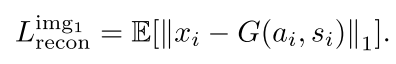 $L_{\text{recon}}^{\text{img}_1} = \mathbb{E}[\|x_i - G(a_i, s_i)\|_1].$